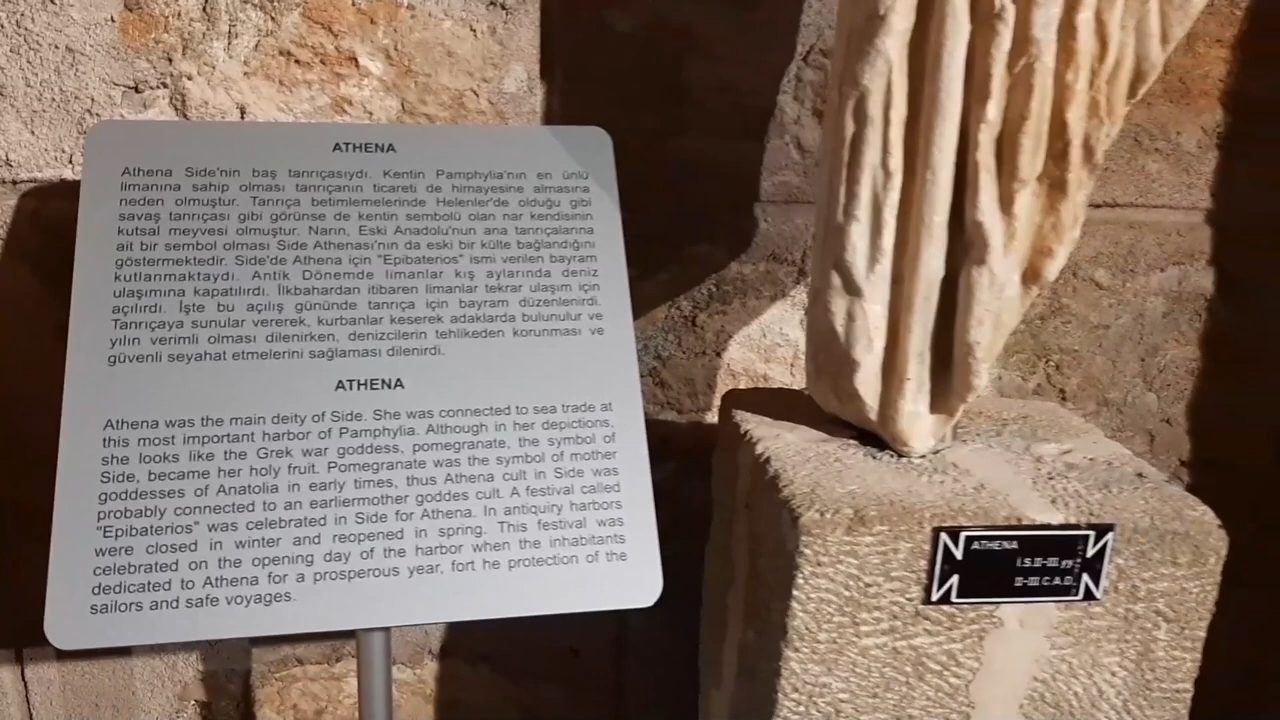 ATHENA
Athena Side'nin baş tanrıçasıydı. Kentin Pamphylia'nın en ünlü
limanına sahip olması tanrıçanın ticareti de himayesine almasına
neden olmuştur. Tanrıça betimlemelerinde Helenler'de olduğu gibi
savaş tanrıçası gibi görünse de kentin sembolü olan nar kendisinin
kutsal meyvesi olmuştur. Narın, Eski Anadolu'nun ana tanrıçalarına
ait bir sembol olması Side Athenası'nın da eski bir külte bağlandığını
göstermektedir. Side'de Athena için "Epibaterios" ismi verilen bayram
kutlanmaktaydı. Antik Dönemde limanlar kış aylarında deniz
ulaşımına kapatılırdı. İlkbahardan itibaren limanlar tekrar ulaşım için
açılırdı. İşte bu açılış gününde tanrıça için bayram düzenlenirdi.
Tanrıçaya sunular vererek, kurbanlar keserek adaklarda bulunulur ve
yılın verimli olması dilenirken, denizcilerin tehlikeden korunması ve
güvenli seyahat etmelerini sağlaması dilenirdi.
ATHENA
Athena was the main deity of Side. She was connected to sea trade at
this most important harbor of Pamphylia. Although in her depictions,
she looks like the Grek war goddess, pomegranate, the symbol of
Side, became her holy fruit. Pomegranate was the symbol of mother
goddesses of Anatolia in early times, thus Athena cult in Side was
probably connected to an earliermother goddes cult. A festival called
"Epibaterios" was celebrated in Side for Athena. In antiquiry harbors
were closed in winter and reopened in spring. This festival was
celebrated on the opening day of the harbor when the inhabitants
dedicated to Athena for a prosperous year, fort he protection of the
sailors and safe voyages.
ATHENA
I.S.II-III.yy
II-III C.A.D.